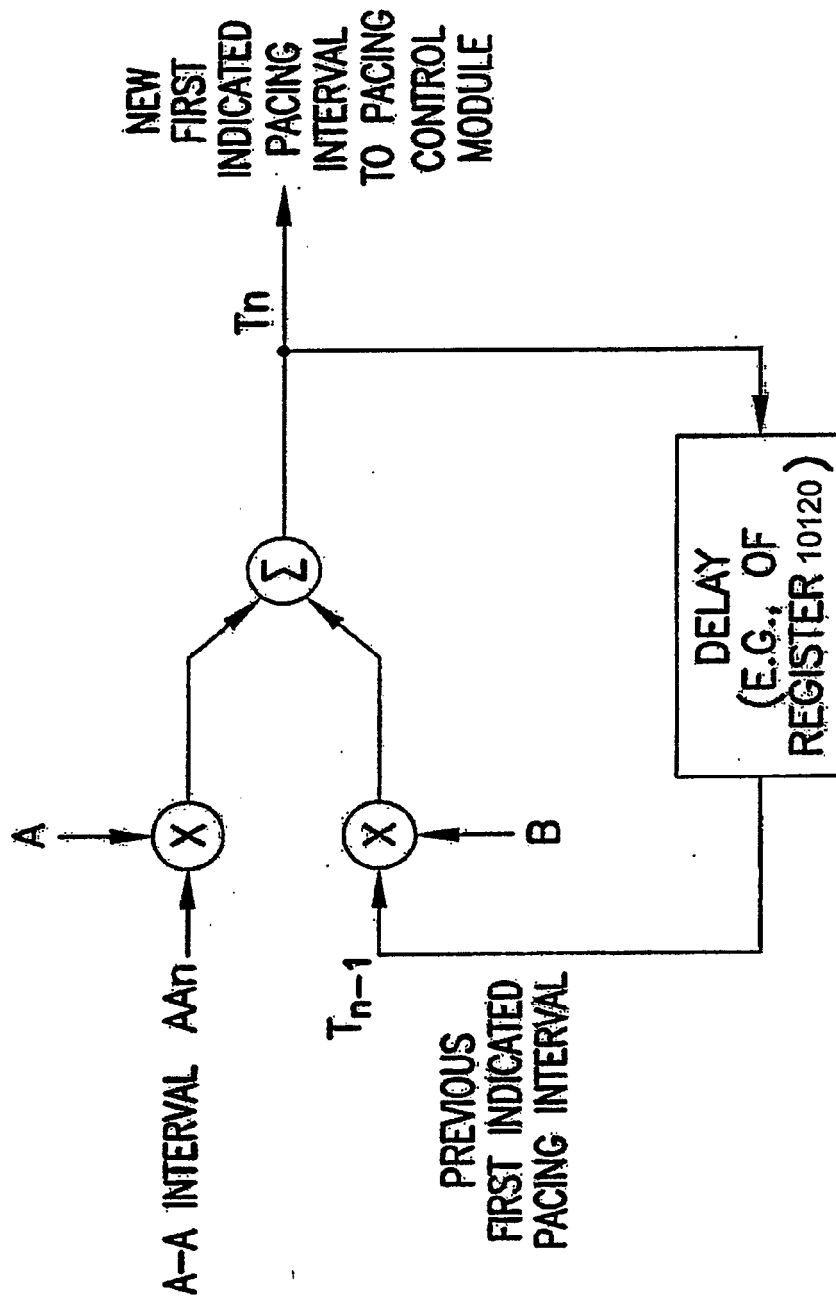 A
A-A INTERVAL AAn
X
Tn-1
X
B
PREVIOUS
FIRST INDICATED
PACING INTERVAL
Σ
Tn
NEW
FIRST
INDICATED
PACING
INTERVAL
TO PACING
CONTROL
MODULE
DELAY
(E.G., OF
REGISTER 10120)